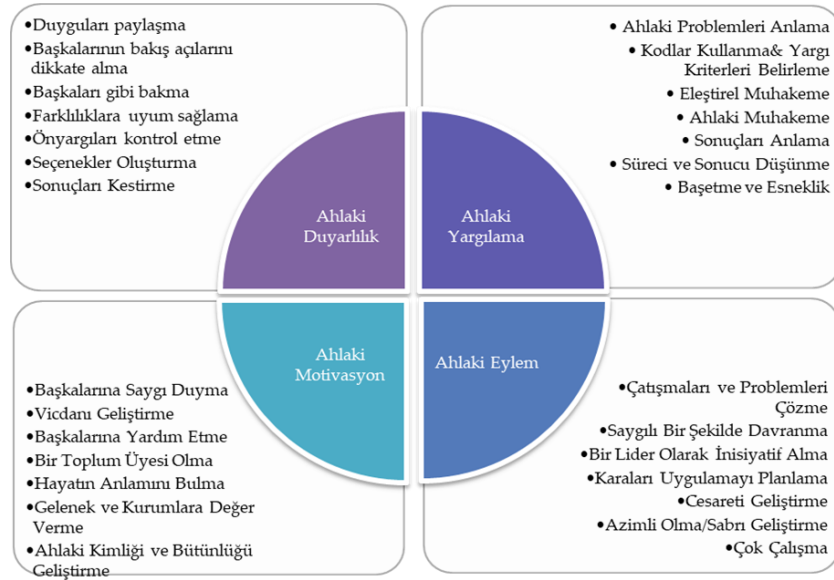 •Duyguları paylaşma
•Başkalarının bakış açılarını
dikkate alma
•Başkaları gibi bakma
•Farklılıklara uyum sağlama
•Önyargıları kontrol etme
•Seçenekler Oluşturma
•Sonuçları Kestirme
• Ahlaki Problemleri Anlama
• Kodlar Kullanma& Yargı
Kriterleri Belirleme
• Eleştirel Muhakeme
• Ahlaki Muhakeme
• Sonuçları Anlama
• Süreci ve Sonucu Düşünme
• Başetme ve Esneklik
Ahlaki
Duyarlılık
Ahlaki
Yargılama
Ahlaki
Motivasyon
Ahlaki Eylem
•Başkalarına Saygı Duyma
•Vicdanı Geliştirme
•Başkalarına Yardım Etme
•Bir Toplum Üyesi Olma
•Hayatın Anlamını Bulma
•Gelenek ve Kurumlara Değer
Verme
•Ahlaki Kimliği ve Bütünlüğü
Geliştirme
•Çatışmaları ve Problemleri
Çözme
•Saygılı Bir Şekilde Davranma
•Bir Lider Olarak İnisiyatif Alma
•Karaları Uygulamayı Planlama
•Cesareti Geliştirme
•Azimli Olma/Sabrı Geliştirme
•Çok Çalışma